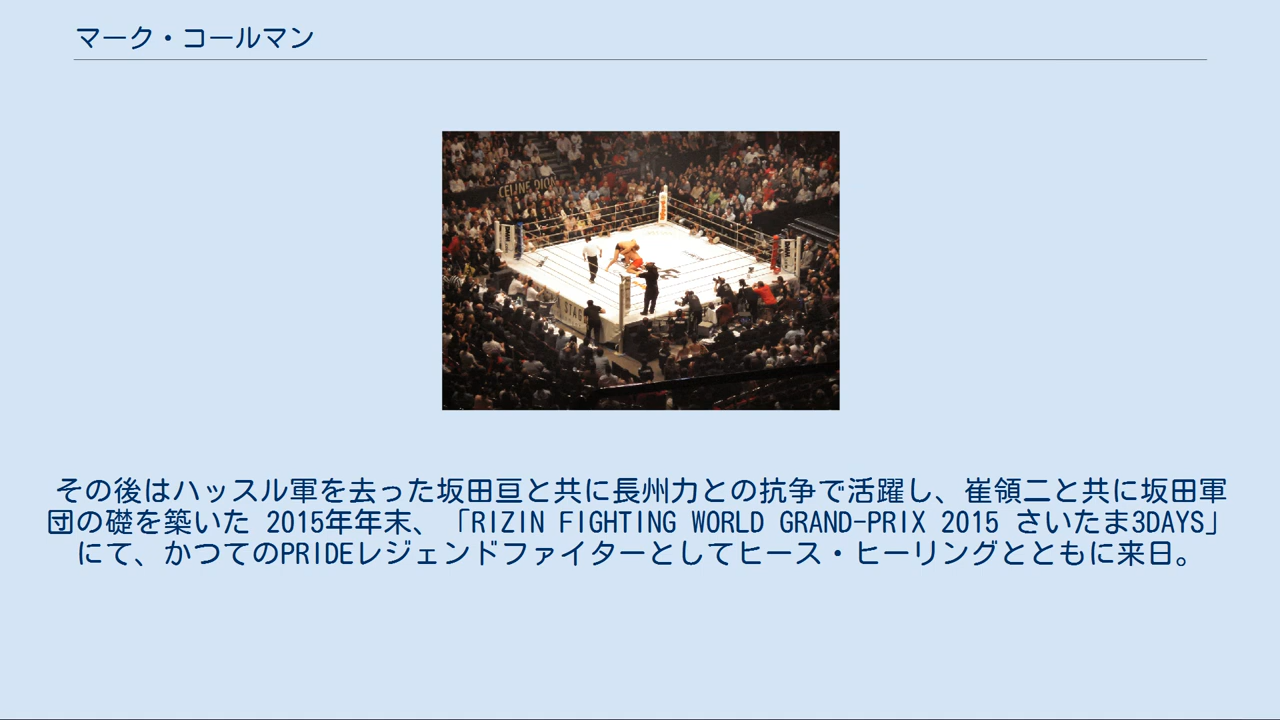 マーク・コールマン
CELINE DION
その後はハッスル軍を去った坂田亘と共に長州力との抗争で活躍し、崔領二と共に坂田軍
団の礎を築いた 2015年年末、「RIZIN FIGHTING WORLD GRAND-PRIX 2015 さいたま3DAYS」
にて、かつてのPRIDEレジェンドファイターとしてヒース・ヒーリングとともに来日。